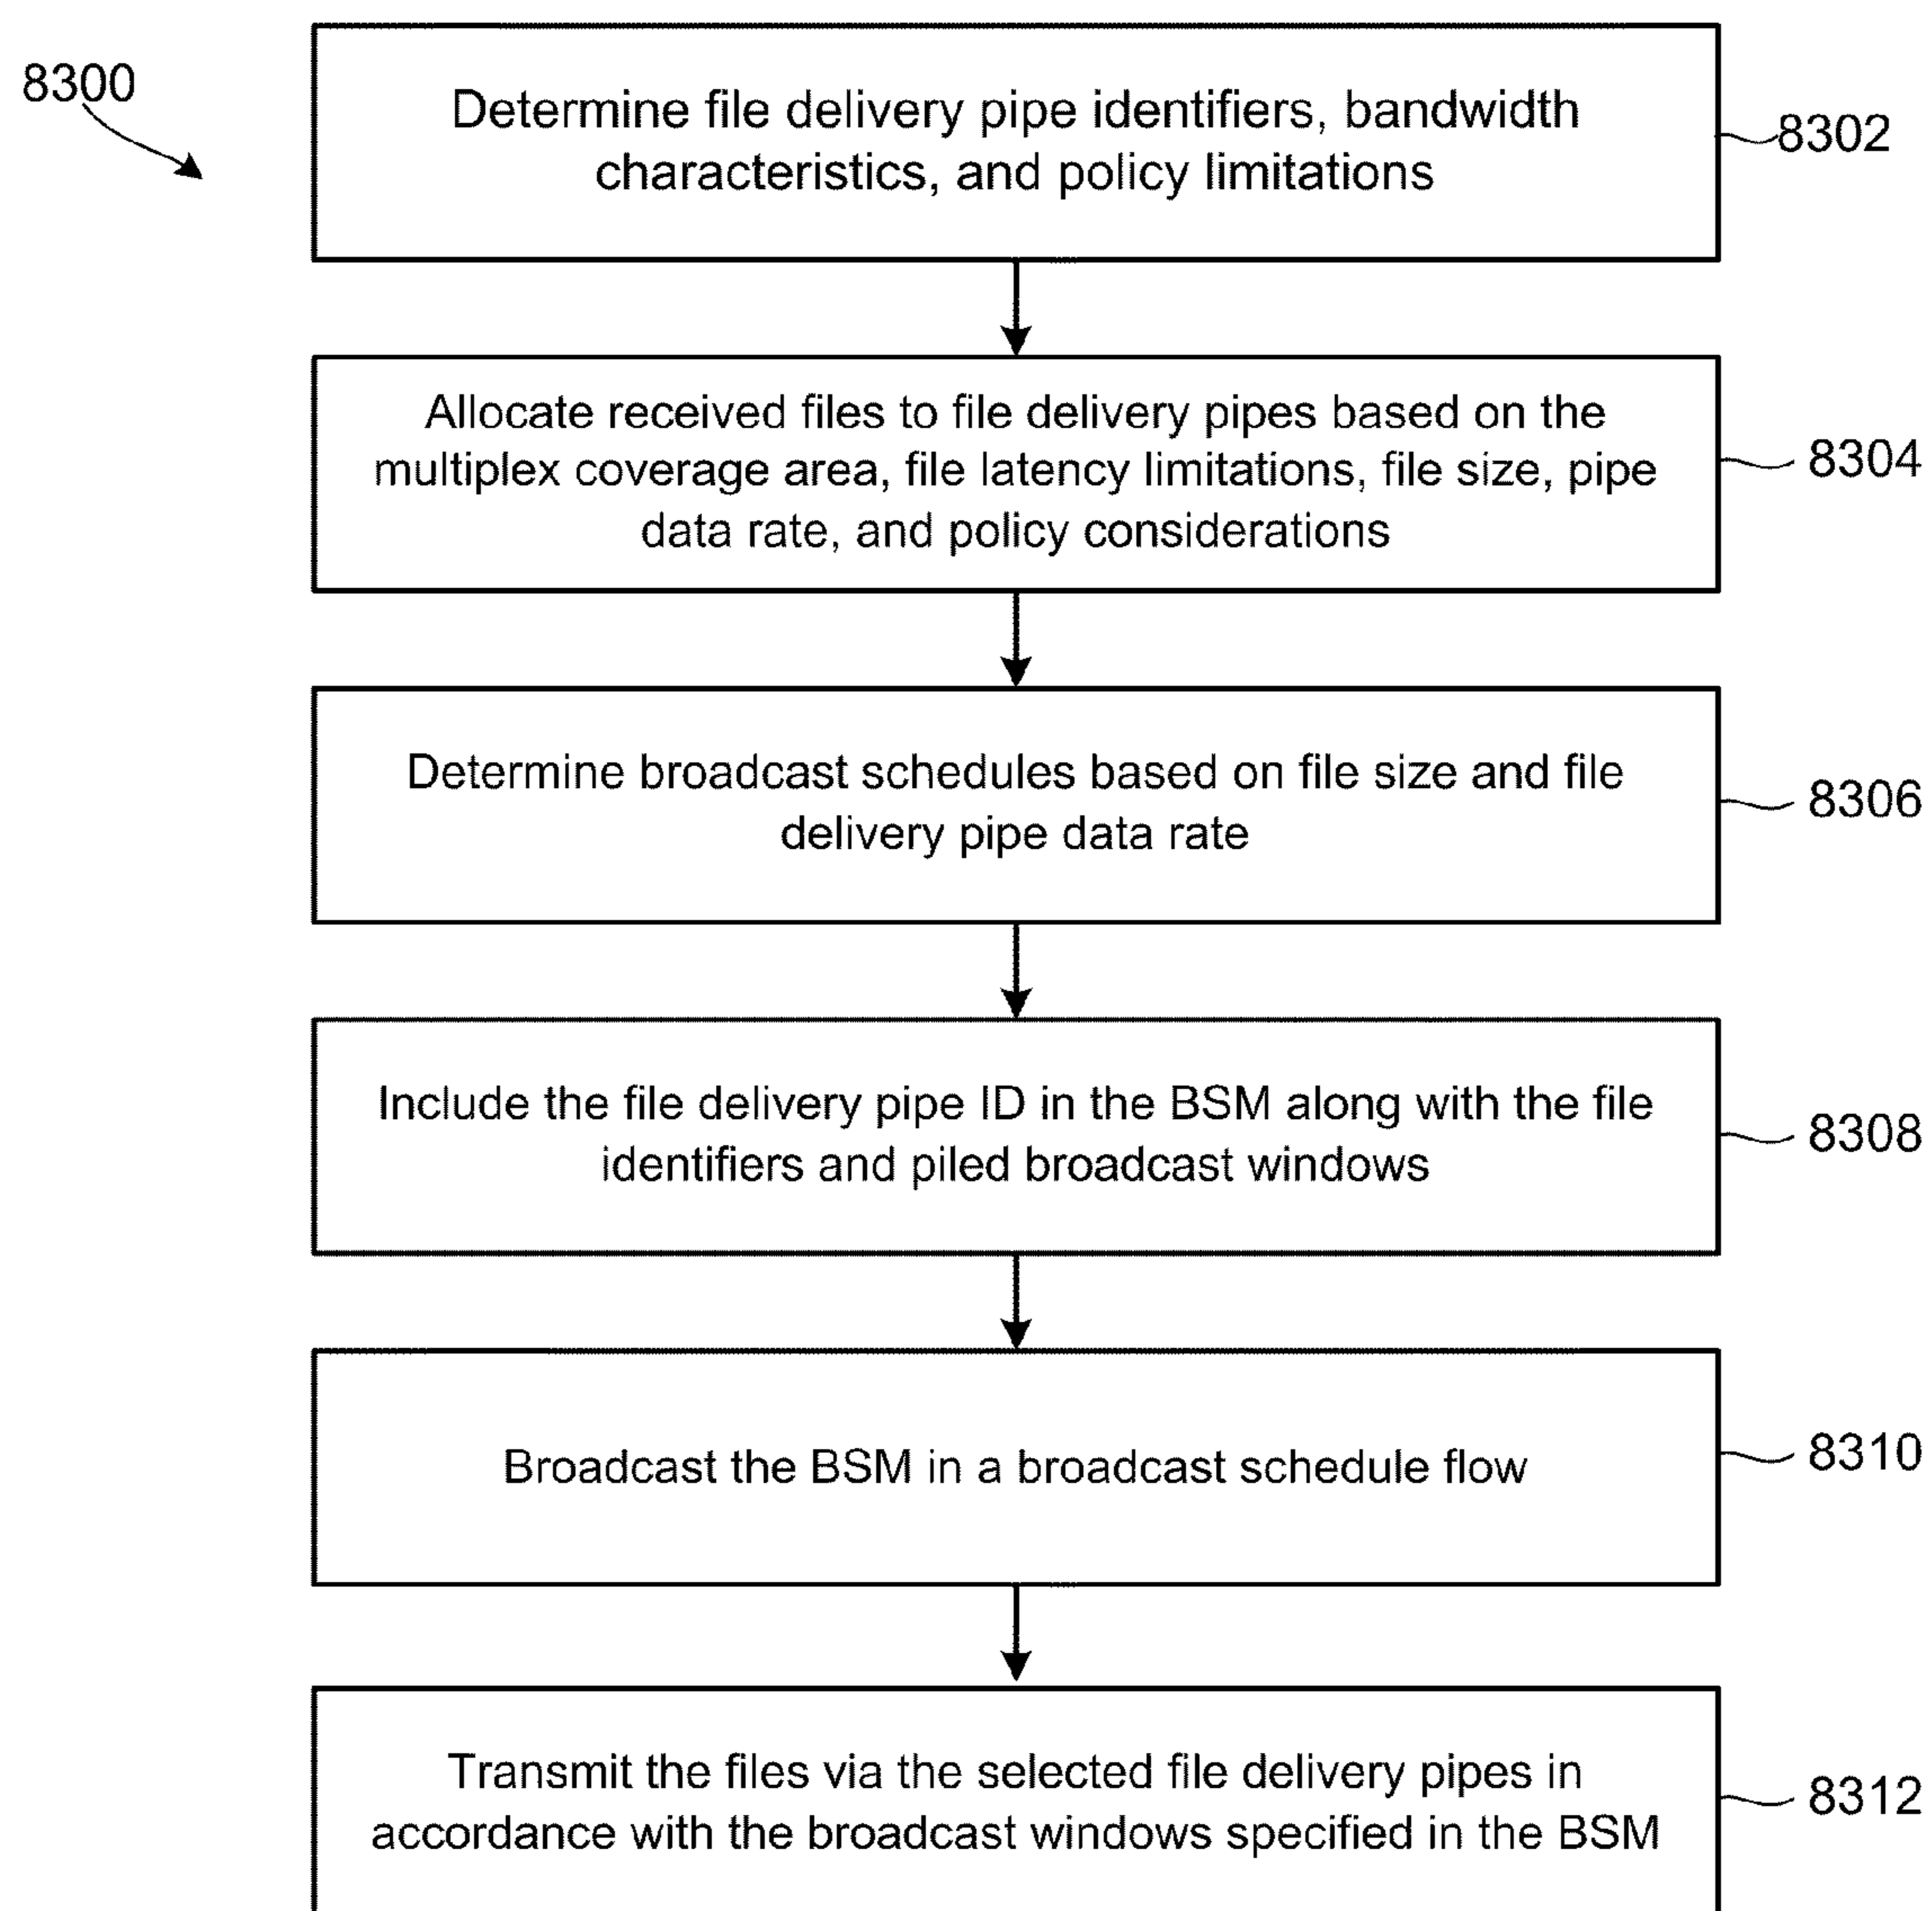 8300
Determine file delivery pipe identifiers, bandwidth
characteristics, and policy limitations
8302
Allocate received files to file delivery pipes based on the
multiplex coverage area, file latency limitations, file size, pipe
data rate, and policy considerations
8304
Determine broadcast schedules based on file size and file
delivery pipe data rate
8306
Include the file delivery pipe ID in the BSM along with the file
identifiers and piled broadcast windows
8308
Broadcast the BSM in a broadcast schedule flow
8310
Transmit the files via the selected file delivery pipes in
accordance with the broadcast windows specified in the BSM
8312